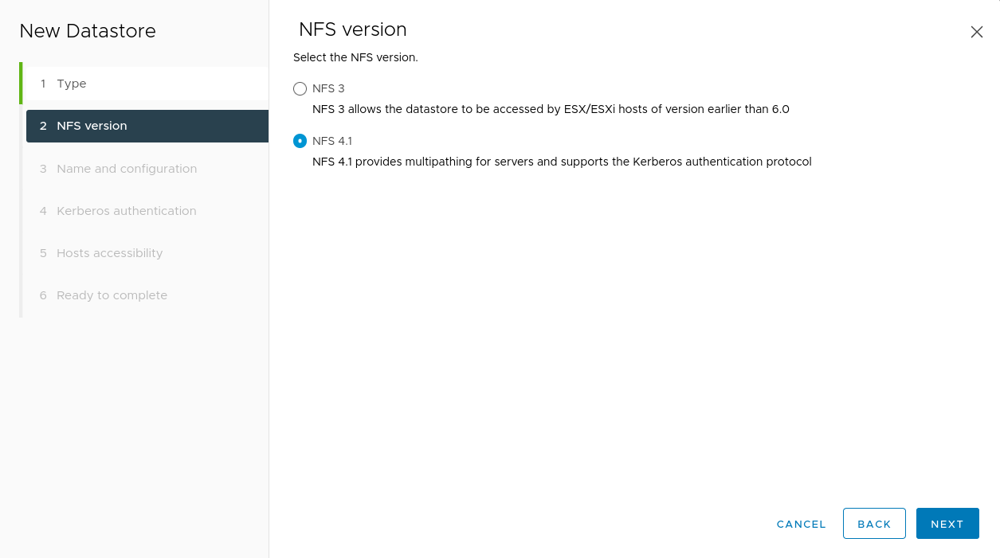 New Datastore
1 Type
2 NFS version
3 Name and configuration
4 Kerberos authentication
5 Hosts accessibility
6 Ready to complete
NFS version
Select the NFS version.
NFS 3
NFS 3 allows the datastore to be accessed by ESX/ESXi hosts of version earlier than 6.0
NFS 4.1
NFS 4.1 provides multipathing for servers and supports the Kerberos authentication protocol
CANCEL BACK NEXT